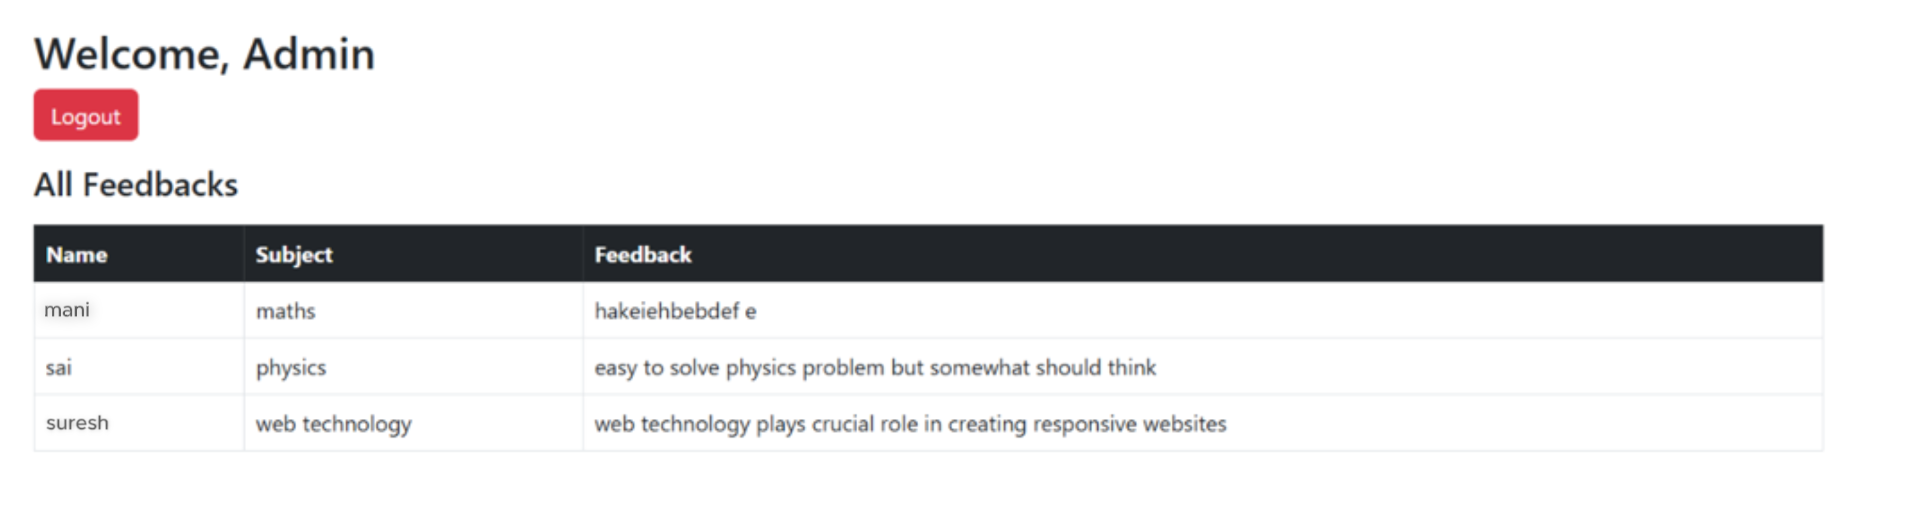 Welcome, Admin
Logout
All Feedbacks
Name Subject Feedback
mani maths hakeiehbebdef e
sai physics easy to solve physics problem but somewhat should think
suresh web technology web technology plays crucial role in creating responsive websites